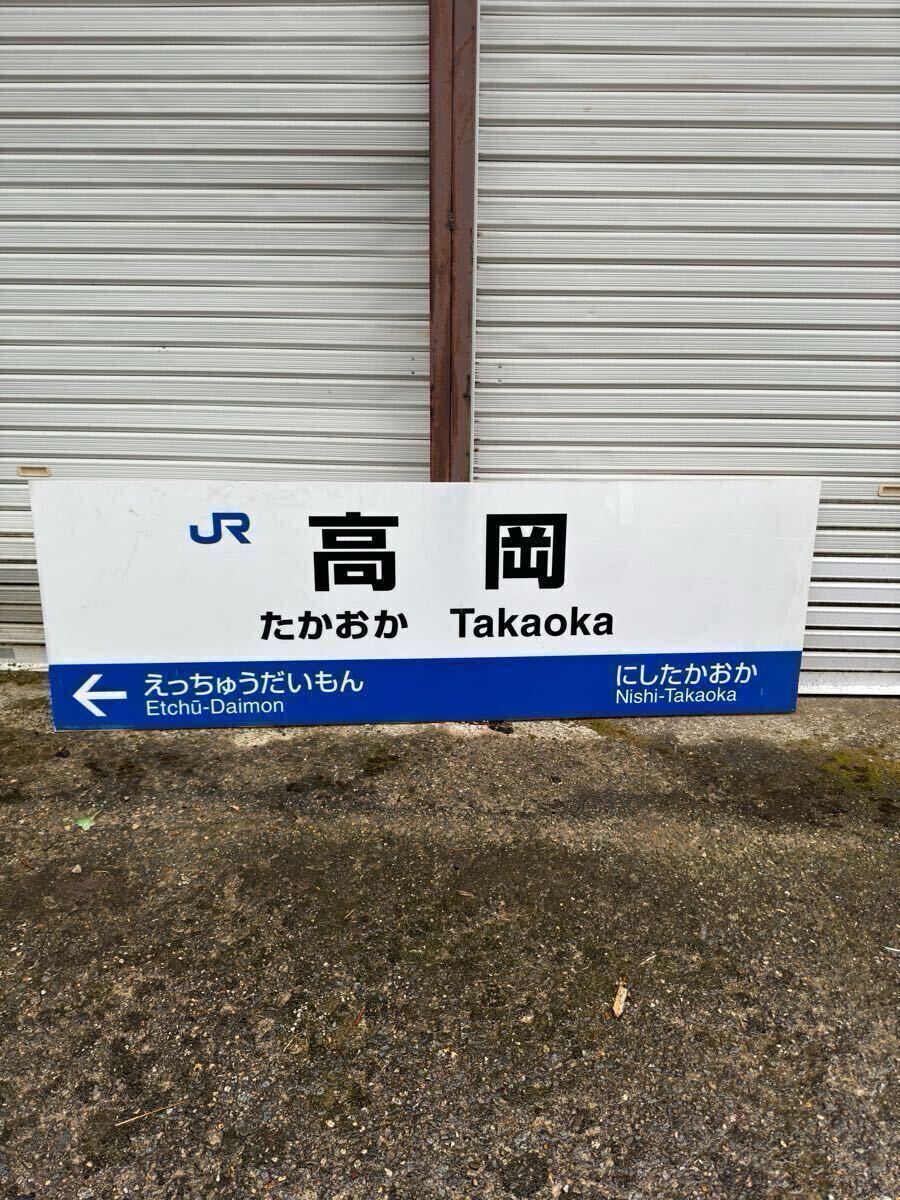 JR 高岡
たかおか Takaoka
← えっちゅうだいもん にしたかおか
Etchū-Daimon Nishi-Takaoka